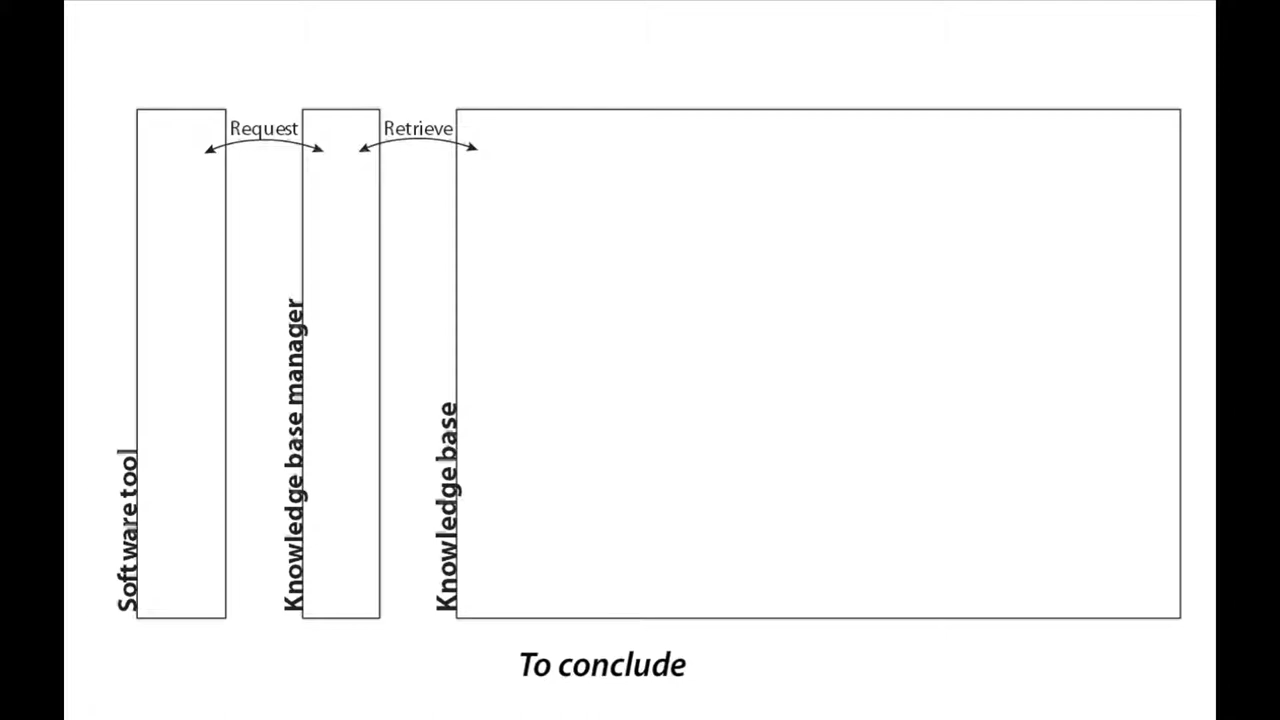 Request
Retrieve
Software tool
Knowledge base manager
Knowledge base
To conclude